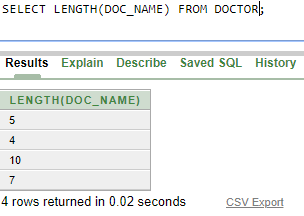 SELECT LENGTH(DOC_NAME) FROM DOCTOR;
Results Explain Describe Saved SQL History
LENGTH(DOC_NAME)
5
4
10
7
4 rows returned in 0.02 seconds CSV Export